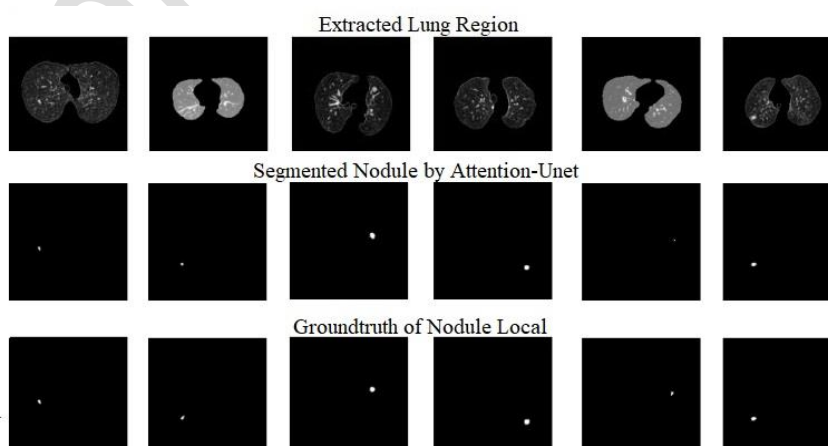 Extracted Lung Region
Segmented Nodule by Attention-Unet
Groundtruth of Nodule Local